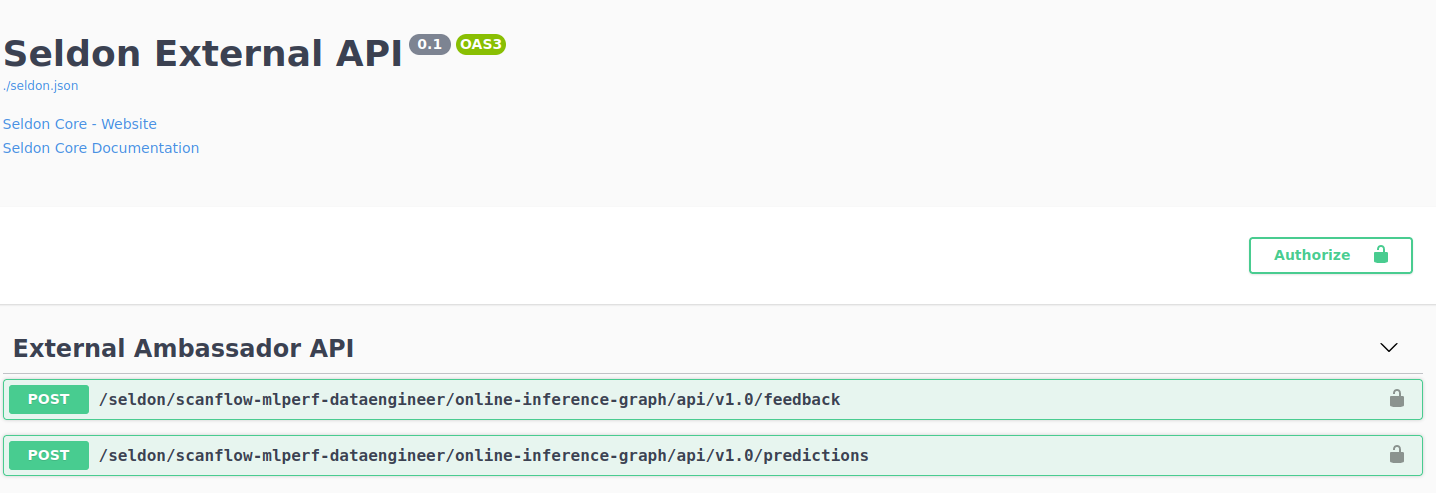 Seldon External API 0.1 OAS3
./seldon.json
Seldon Core - Website
Seldon Core Documentation
Authorize
External Ambassador API
POST /seldon/scanflow-mlperf-dataengineer/online-inference-graph/api/v1.0/feedback
POST /seldon/scanflow-mlperf-dataengineer/online-inference-graph/api/v1.0/predictions